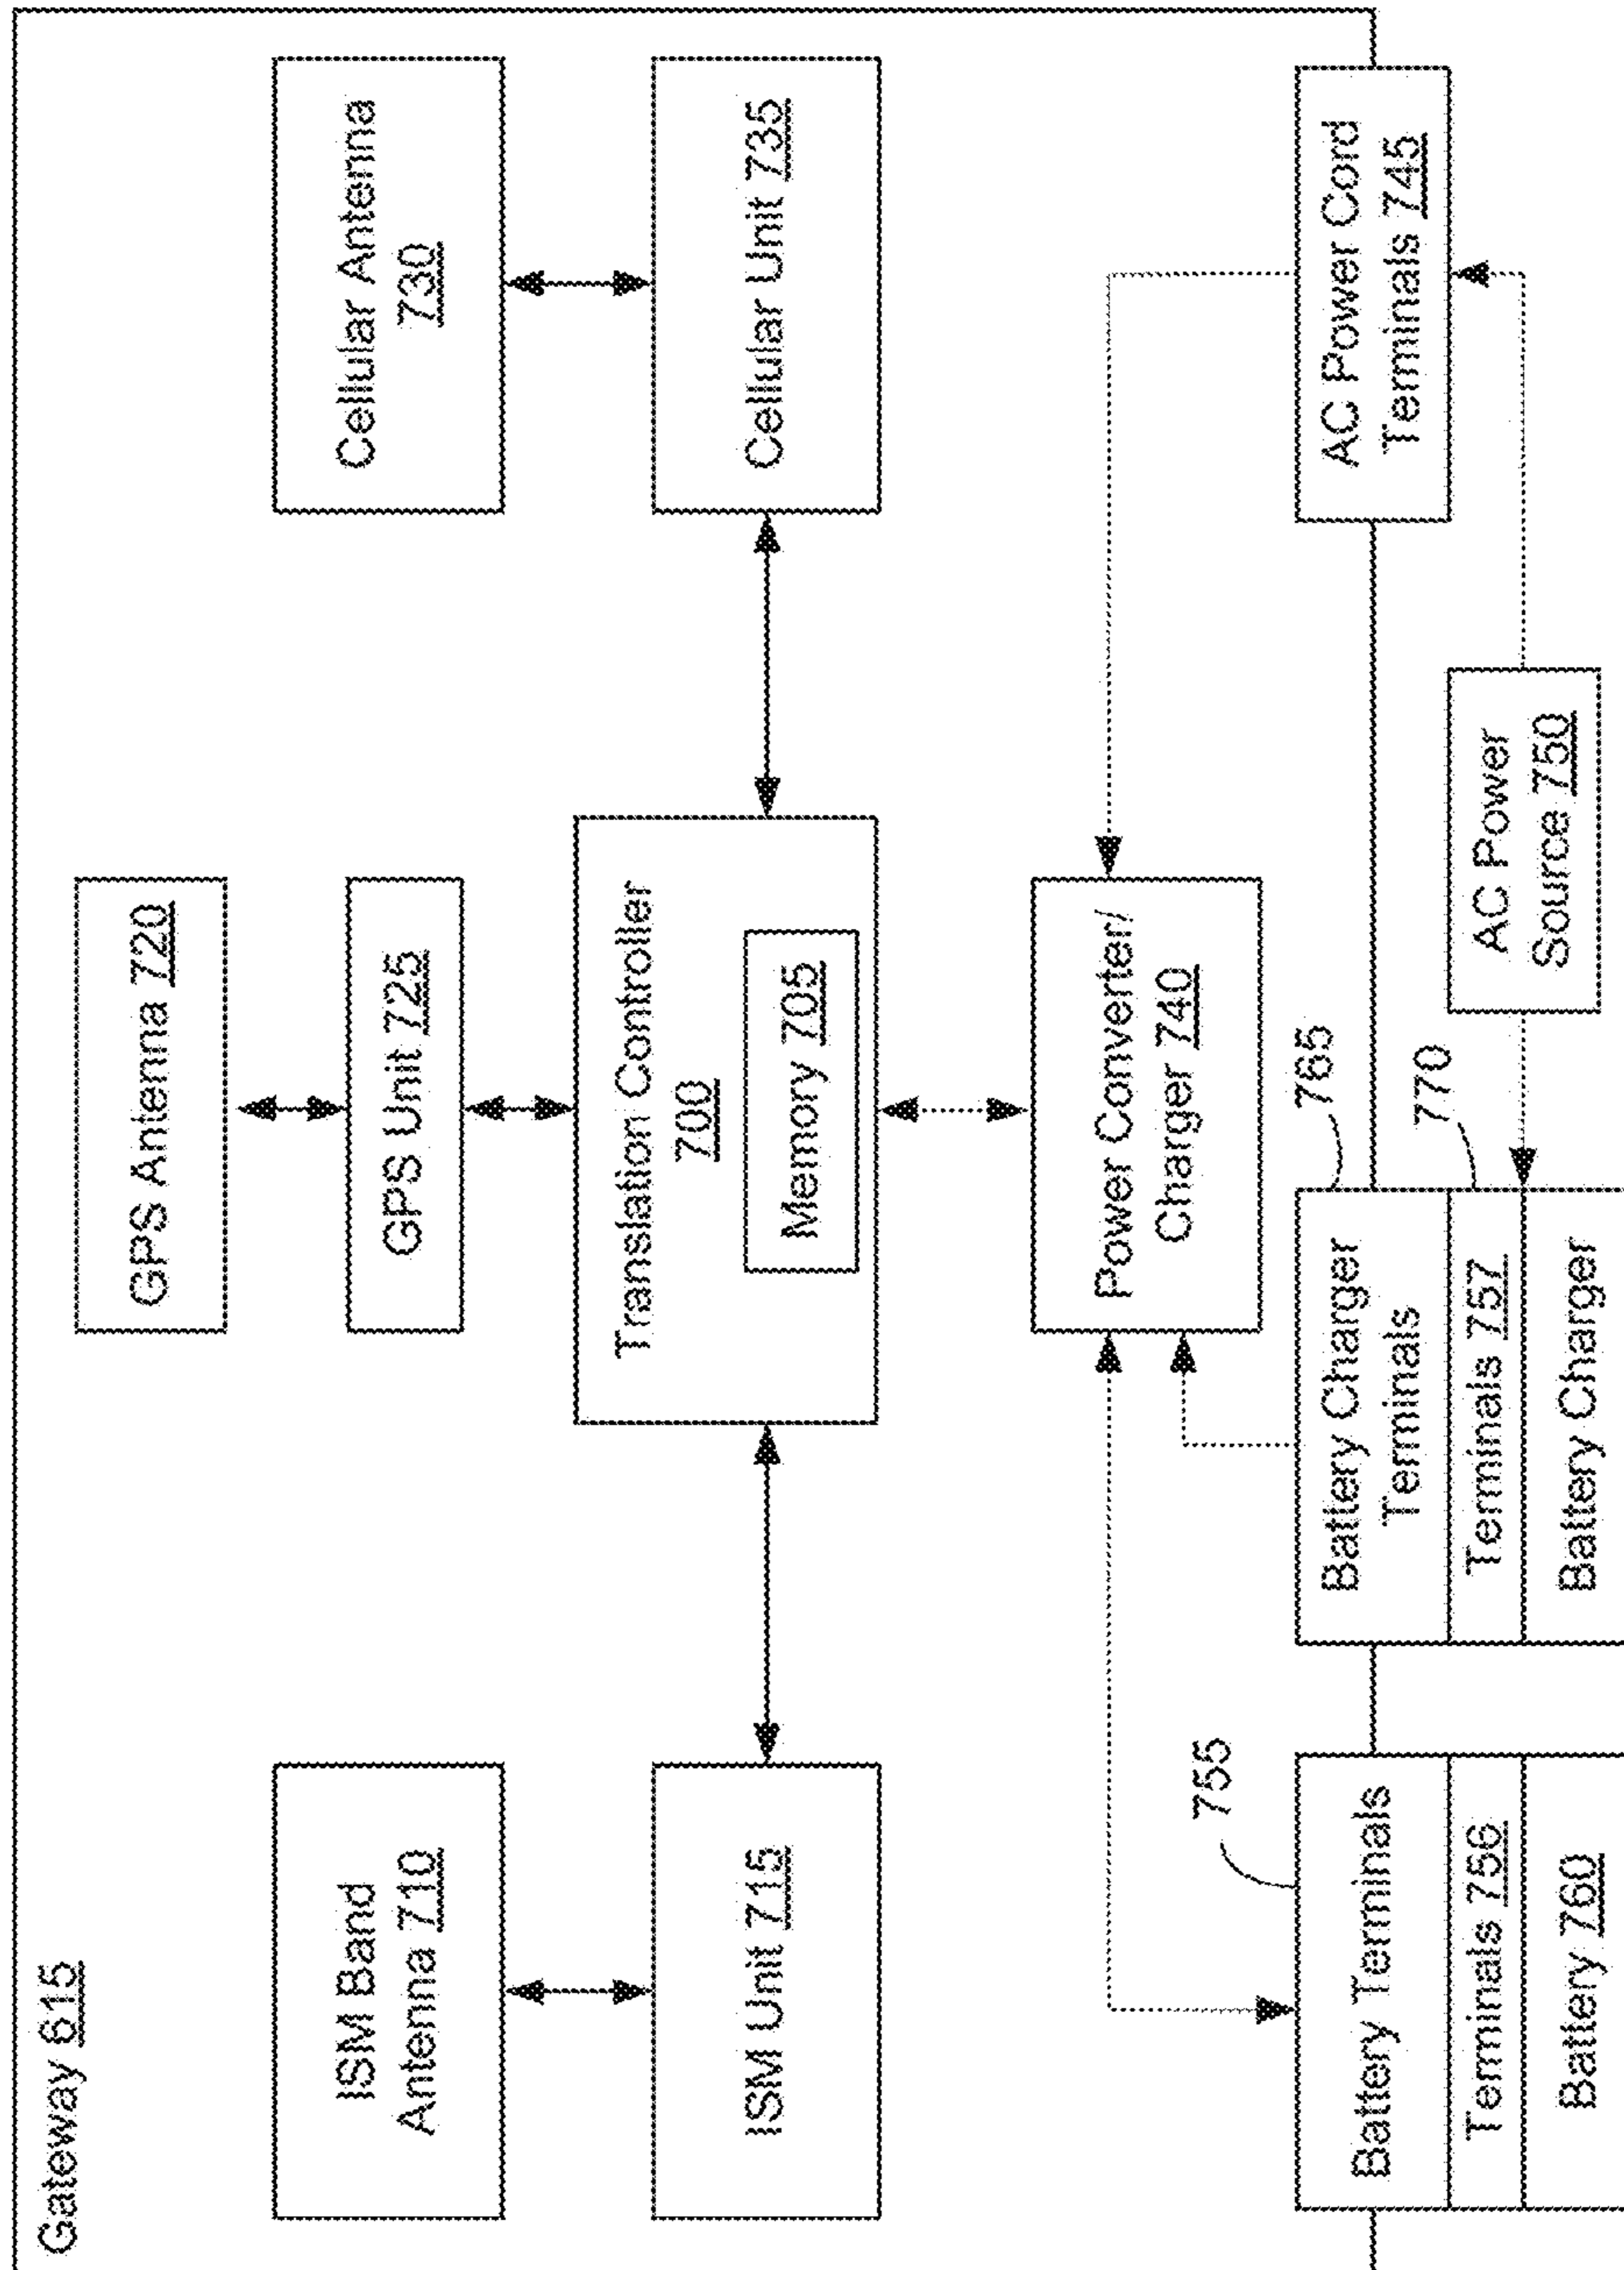 Gateway 615
GPS Antenna 720
GPS Unit 725
ISM Band
Antenna 710
Cellular Antenna
730
ISM Unit 715
Translation Controller
700
Memory 705
Cellular Unit 735
Power Converter/
Charger 740
755
Battery Terminals
Terminals 756
Battery 760
765
Battery Charger
Terminals
770
Terminals 757
Battery Charger
AC Power Cord
Terminals 745
AC Power
Source 750